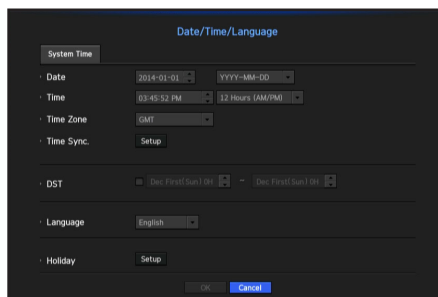 Date/Time/Language
System Time
Date 2014-01-01 YYYY-MM-DD
Time 03:45:52 PM 12 Hours (AM/PM)
Time Zone GMT
Time Sync. Setup
DST Dec First(Sun) 0H - Dec First(Sun) 0H
Language English
Holiday Setup
OK Cancel